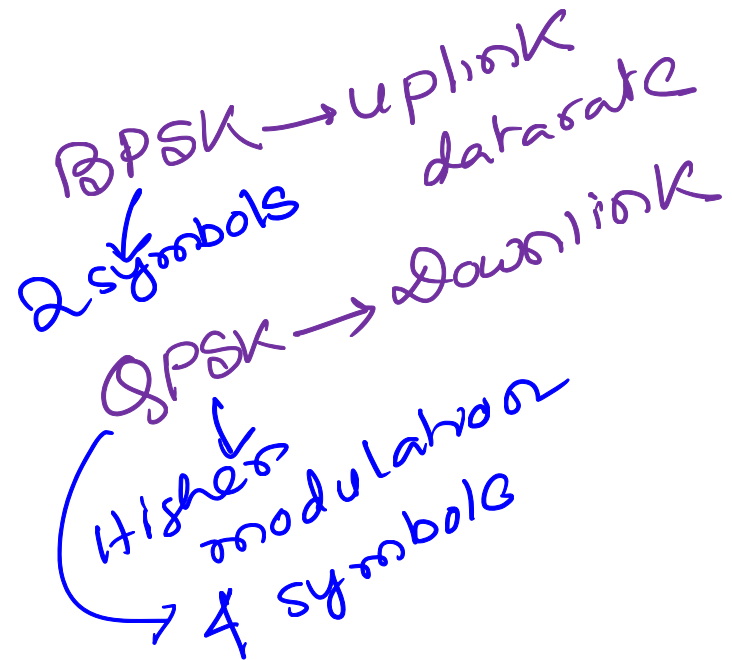 BPSK → uplink
datarate
2 symbols
QPSK → Downlink
Higher
modulation
4 symbols